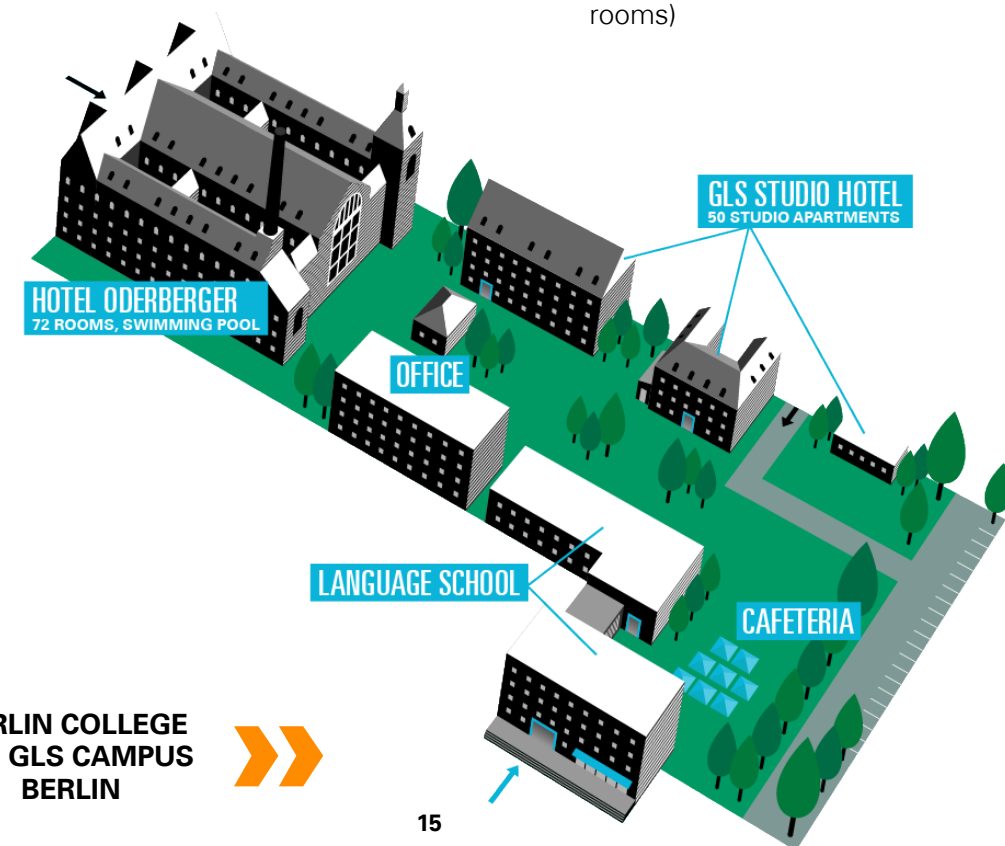 rooms)
GLS STUDIO HOTEL
50 STUDIO APARTMENTS
HOTEL ODERBERGER
72 ROOMS, SWIMMING POOL
OFFICE
LANGUAGE SCHOOL
CAFETERIA
COLLEGE
GLS CAMPUS
BERLIN
15